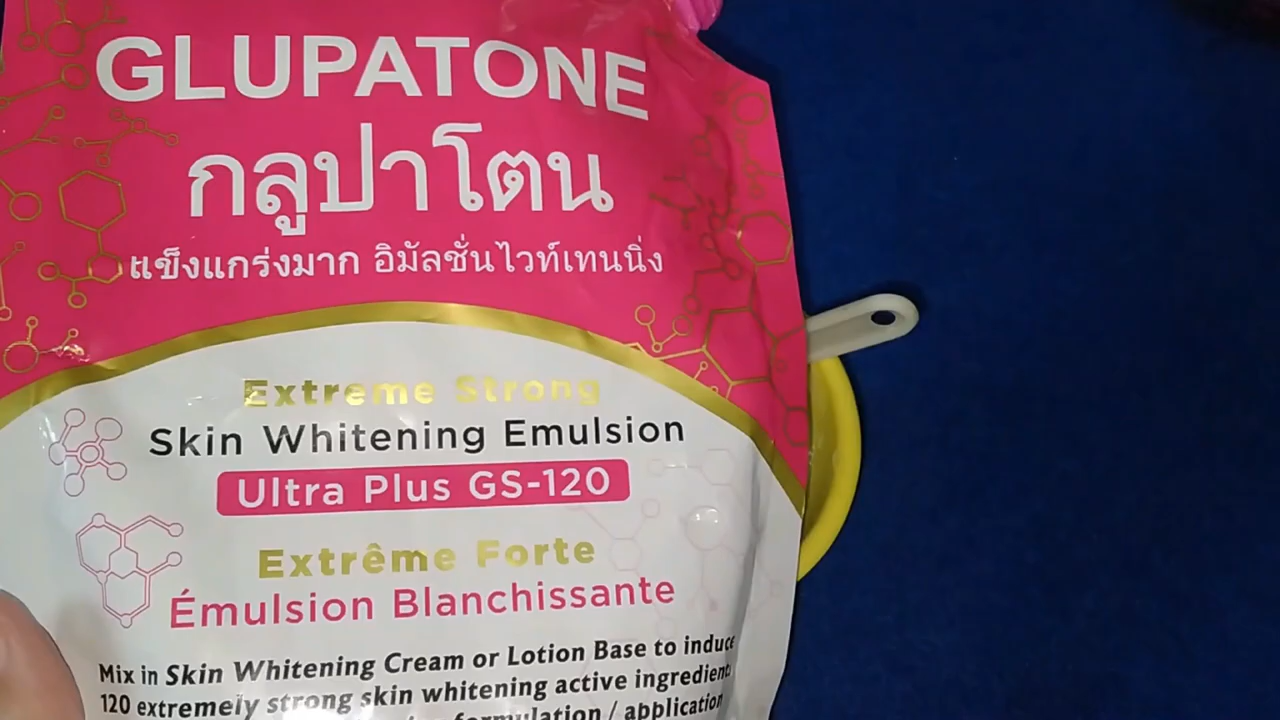 GLUPATONE
กลูปาโตน
แข็งแกร่งมาก อิมัลชั่นไวท์เทนนิ่ง
Extreme Strong
Skin Whitening Emulsion
Ultra Plus GS-120
Extrême Forte
Émulsion Blanchissante
Mix in Skin Whitening Cream or Lotion Base to induce
120 extremely strong skin whitening active ingredient
formulation / application